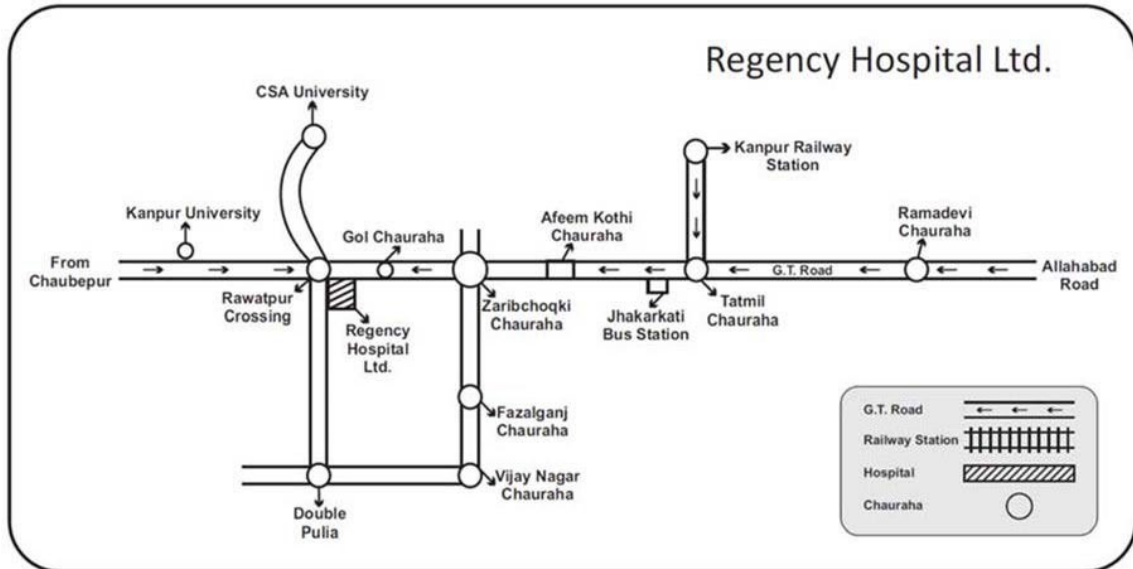 Regency Hospital Ltd.
CSA University
Kanpur Railway
Station
Kanpur University
Afeem Kothi
Chauraha
Ramadevi
Chauraha
Gol Chauraha
From
Chaubepur
G.T. Road
Allahabad
Road
Rawatpur
Crossing
Regency
Hospital
Ltd.
Zaribchoqki
Chauraha
Jhakarkati
Bus Station
Tatmil
Chauraha
Fazalganj
Chauraha
Vijay Nagar
Chauraha
Double
Pulia
G.T. Road
Railway Station
Hospital
Chauraha